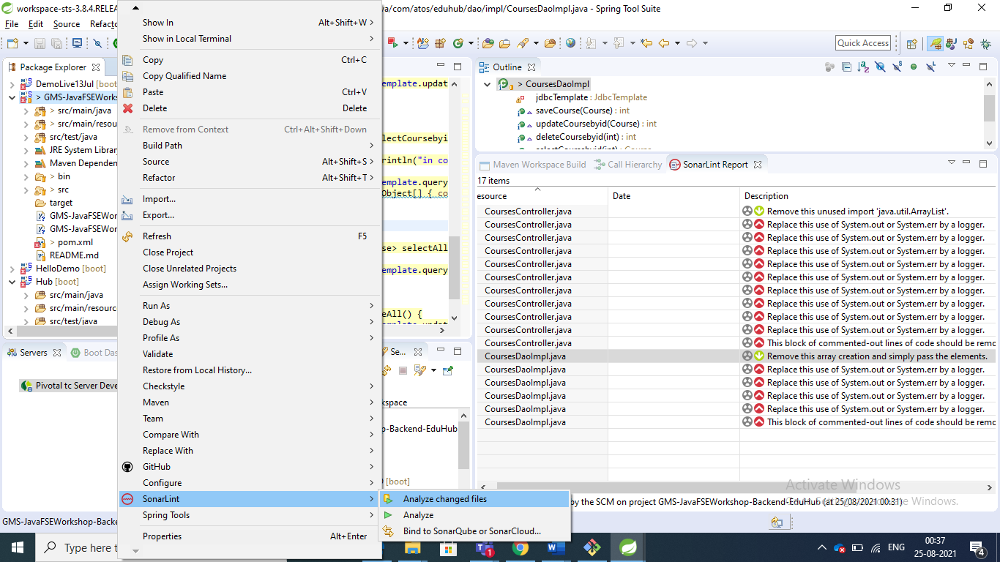 workspace-sts-3.8.4.RELEA
a/com/atos/eduhub/dao/impl/CoursesDaoImpl.java - Spring Tool Suite
File Edit Source Refact
Quick Access
Package Explorer
DemoLive13Jul [boot]
> GMS-JavaFSEWorks
> src/main/java
> src/main/resou
src/test/java
JRE System Librar
Maven Dependen
> bin
> src
target
GMS-JavaFSEWor
GMS-JavaFSEWor
> pom.xml
README.md
HelloDemo [boot]
Hub [boot]
src/main/java
src/main/resourc
src/test/java
Servers
Boot Das
Pivotal tc Server Deve
GMS-JavaFSEWorkshop-Backe
Show In Alt+Shift+W >
Show in Local Terminal >
Copy Ctrl+C
Copy Qualified Name
Paste Ctrl+V
Delete Delete
Remove from Context Ctrl+Alt+Shift+Down
Build Path >
Source Alt+Shift+S >
Refactor Alt+Shift+T >
Import...
Export...
Refresh F5
Close Project
Close Unrelated Projects
Assign Working Sets...
Run As >
Debug As >
Profile As >
Validate
Restore from Local History...
Checkstyle >
Maven >
Team >
Compare With >
Replace With >
GitHub >
Configure >
SonarLint >
Spring Tools >
Properties Alt+Enter
Analyze changed files
Analyze
Bind to SonarQube or SonarCloud...
emplate.updat
lectCoursebyi
rintln("in co
emplate.query
Object[] { co
se> selectAll
emplate.query
eAll() {
Se...
kspace
p-Backend-EduHub
[boot]
Outline
> CoursesDaoImpl
jdbcTemplate : JdbcTemplate
saveCourse(Course) : int
updateCoursebyid(Course) : int
deleteCoursbyid(int) : int
Maven Workspace Build Call Hierarchy SonarLint Report
17 items
esource Date Description
CoursesController.java Remove this unused import 'java.util.ArrayList'.
CoursesController.java Replace this use of System.out or System.err by a logger.
CoursesController.java Replace this use of System.out or System.err by a logger.
CoursesController.java Replace this use of System.out or System.err by a logger.
CoursesController.java Replace this use of System.out or System.err by a logger.
CoursesController.java Replace this use of System.out or System.err by a logger.
CoursesController.java Replace this use of System.out or System.err by a logger.
CoursesController.java Replace this use of System.out or System.err by a logger.
CoursesController.java Replace this use of System.out or System.err by a logger.
CoursesController.java Replace this use of System.out or System.err by a logger.
CoursesController.java This block of commented-out lines of code should be remo
CoursesDaoImpl.java Remove this array creation and simply pass the elements.
CoursesDaoImpl.java Replace this use of System.out or System.err by a logger.
CoursesDaoImpl.java Replace this use of System.out or System.err by a logger.
CoursesDaoImpl.java Replace this use of System.out or System.err by a logger.
CoursesDaoImpl.java Replace this use of System.out or System.err by a logger.
CoursesDaoImpl.java This block of commented-out lines of code should be remo
Activate Windows
by the SCM on project GMS-JavaFSEWorkshop-Backend-EduHub (at 25/08/2021 00:31)
Go to Settings to activate Windows.
Type here t
1
ENG
00:37
25-08-2021
4